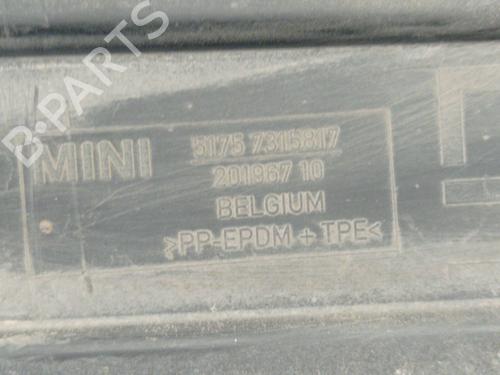 B-PARTS
MINI
5175 7315817
201967 10
BELGIUM
>PP-EPDM + TPE<